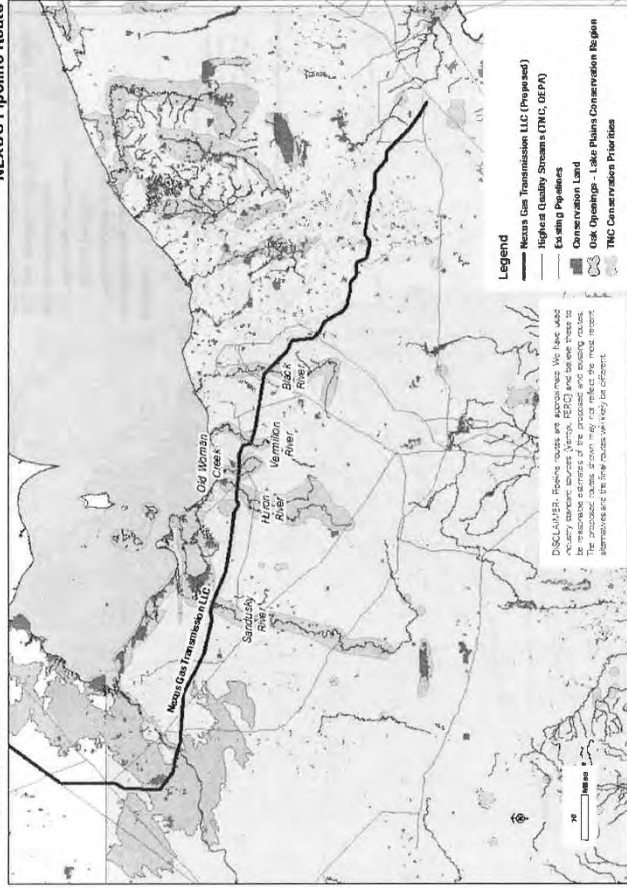 NEXUS Pipeline Route
Nexus Gas Transmission LLC
Sandusky
River
Huron
River
Old Woman
Creek
Vermilion
River
Black
River
Legend
Nexus Gas Transmission LLC (Proposed)
Highest Quality Streams (TNC, OEPA)
Existing Pipelines
Conservation Land
Oak Openings - Lake Plains Conservation Region
TNC Conservation Priorities
DISCLAIMER: Pipeline routes are approximate. We have used
industry standard sources (Ventyx, FERC) and believe these to
be reasonable estimates of the proposed and existing routes.
The proposed routes shown may not reflect the most recent
alternatives and the final routes will likely be different.
Miles